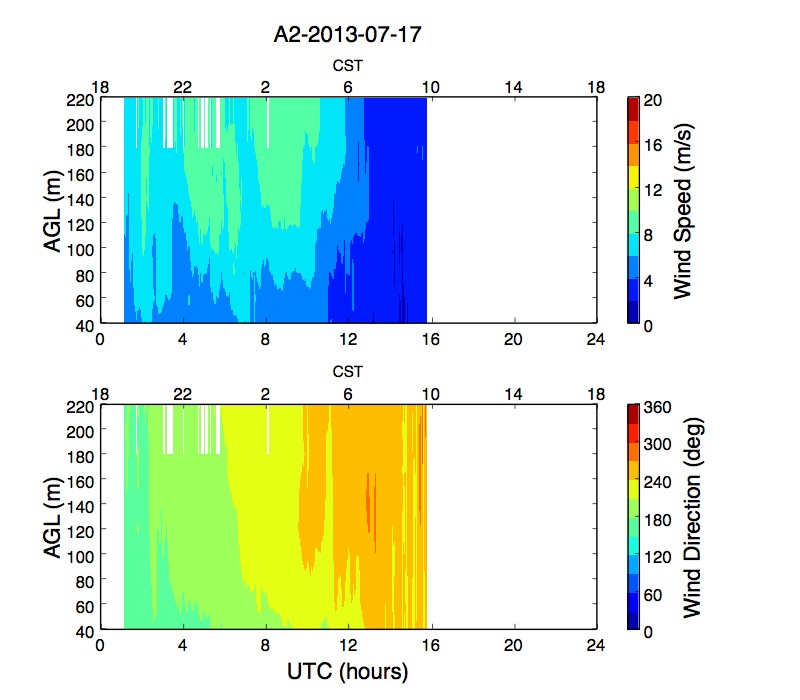 A2-2013-07-17
CST
18 22 2 6 10 14 18
220 200 180 160 140 120 100 80 60 40
AGL (m)
0 4 8 12 16 20 24
20 16 12 8 4 0
Wind Speed (m/s)
CST
18 22 2 6 10 14 18
220 200 180 160 140 120 100 80 60 40
AGL (m)
0 4 8 12 16 20 24
UTC (hours)
360 300 240 180 120 60 0
Wind Direction (deg)